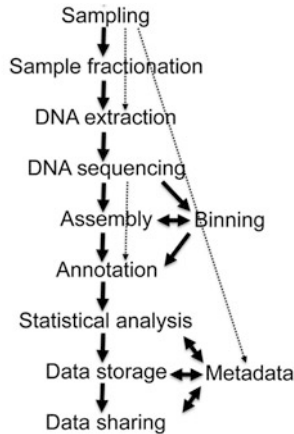 Sampling
Sample fractionation
DNA extraction
DNA sequencing
Assembly Binning
Annotation
Statistical analysis
Data storage Metadata
Data sharing